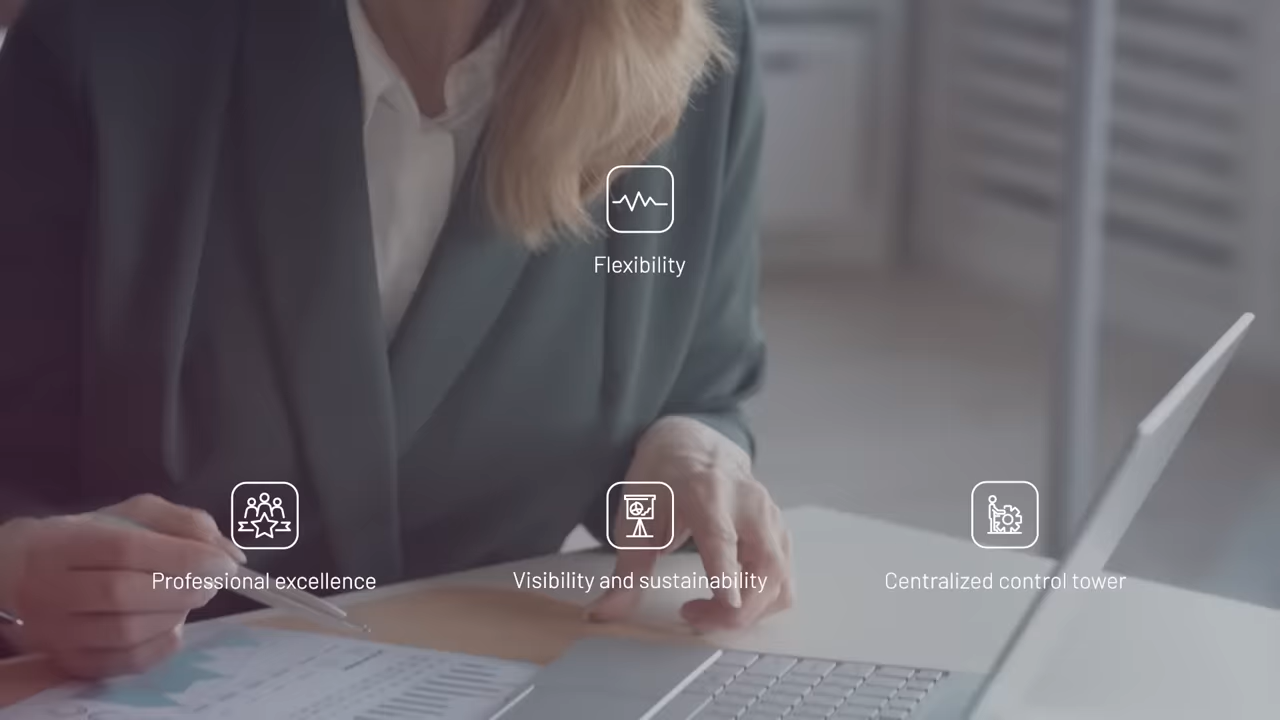 Flexibility
Professional excellence
Visibility and sustainability
Centralized control tower